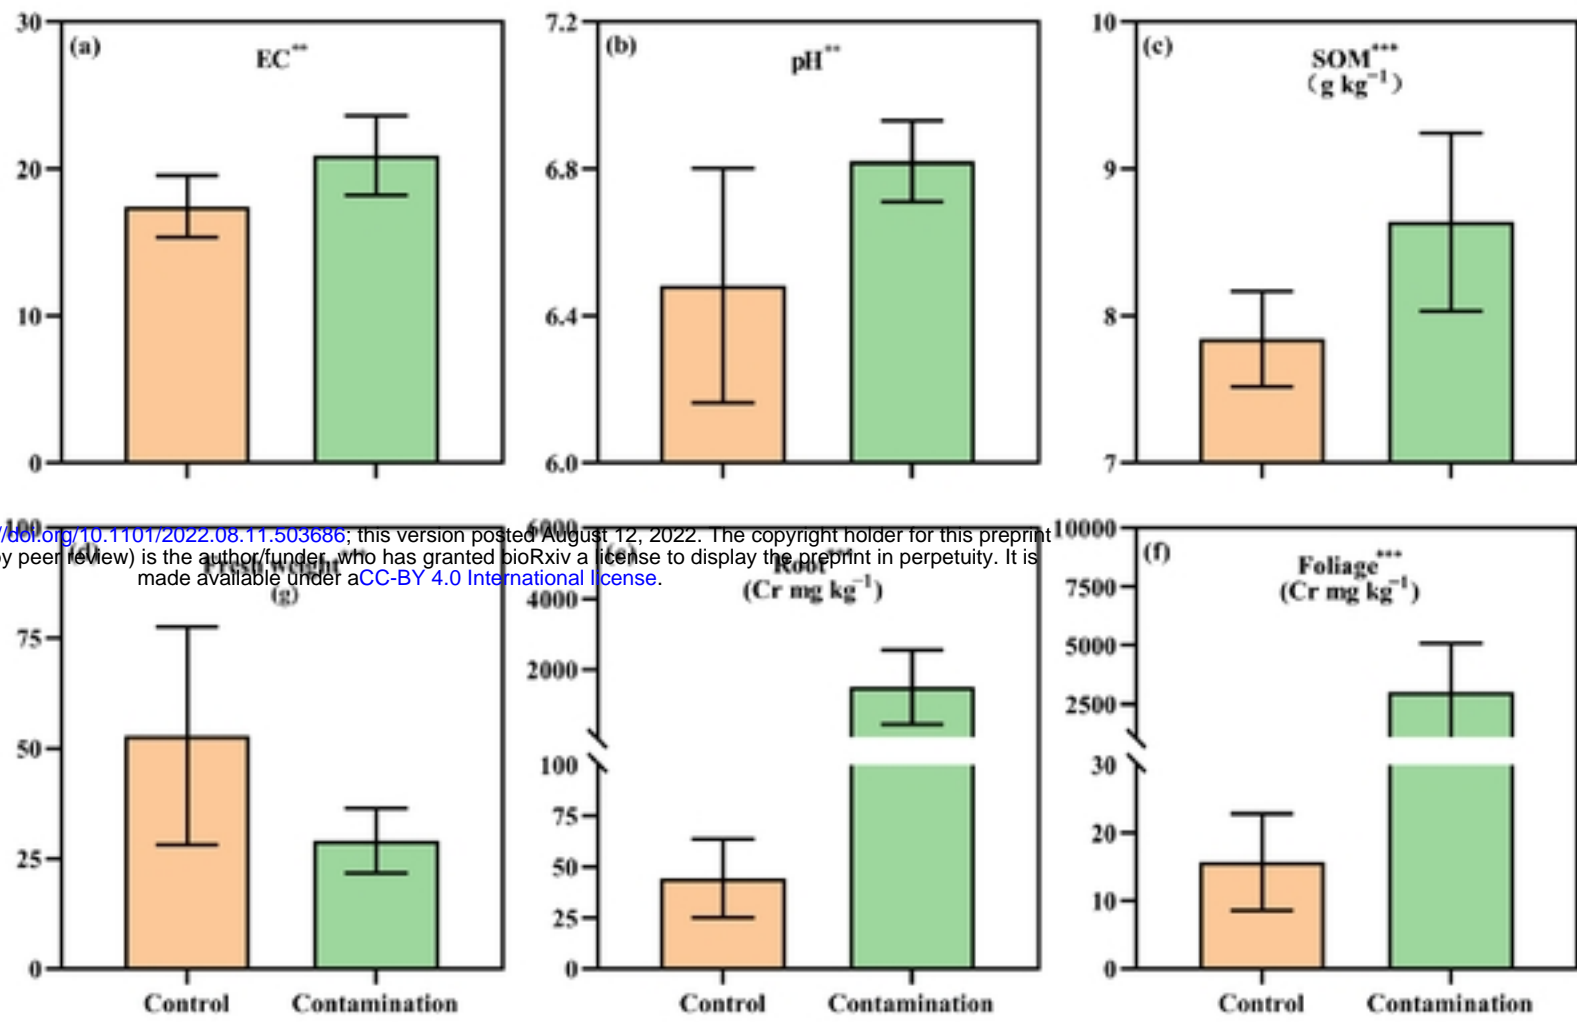 30
(a)
EC**
20
10
0
7.2
(b)
pH**
6.8
6.4
6.0
10
(c)
SOM***
（g kg⁻¹）
9
8
7
/doi.org/10.1101/2022.08.11.503686; this version posted August 12, 2022. The copyright holder for this preprint
y peer review) is the author/funder, who has granted bioRxiv a license to display the preprint in perpetuity. It is
made available under aCC-BY 4.0 International license.
100
(d)
Fresh weight***
(g)
75
50
25
0
Control
Contamination
6000
(e)
Root***
(Cr mg kg⁻¹)
4000
2000
100
75
50
25
0
Control
Contamination
10000
(f)
Foliage***
(Cr mg kg⁻¹)
7500
5000
2500
30
20
10
0
Control
Contamination